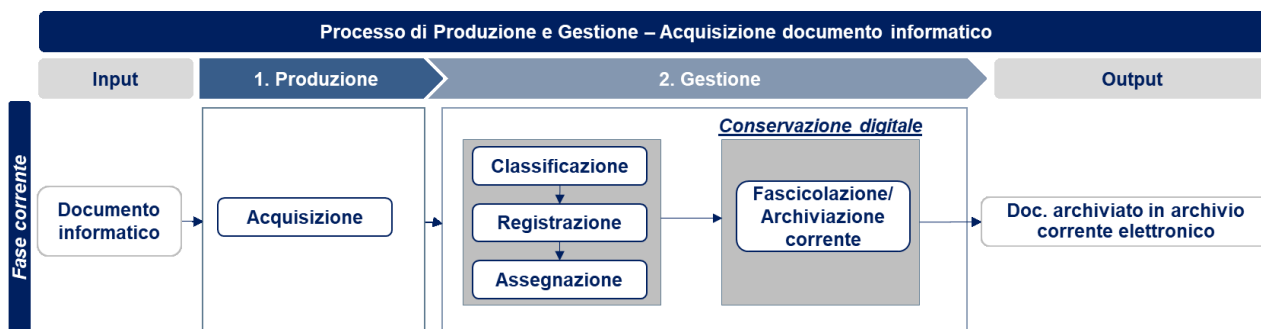 Processo di Produzione e Gestione – Acquisizione documento informatico
Input
1. Produzione
2. Gestione
Output
Fase corrente
Documento
informatico
Acquisizione
Classificazione
Registrazione
Assegnazione
Conservazione digitale
Fascicolazione/
Archiviazione
corrente
Doc. archiviato in archivio
corrente elettronico